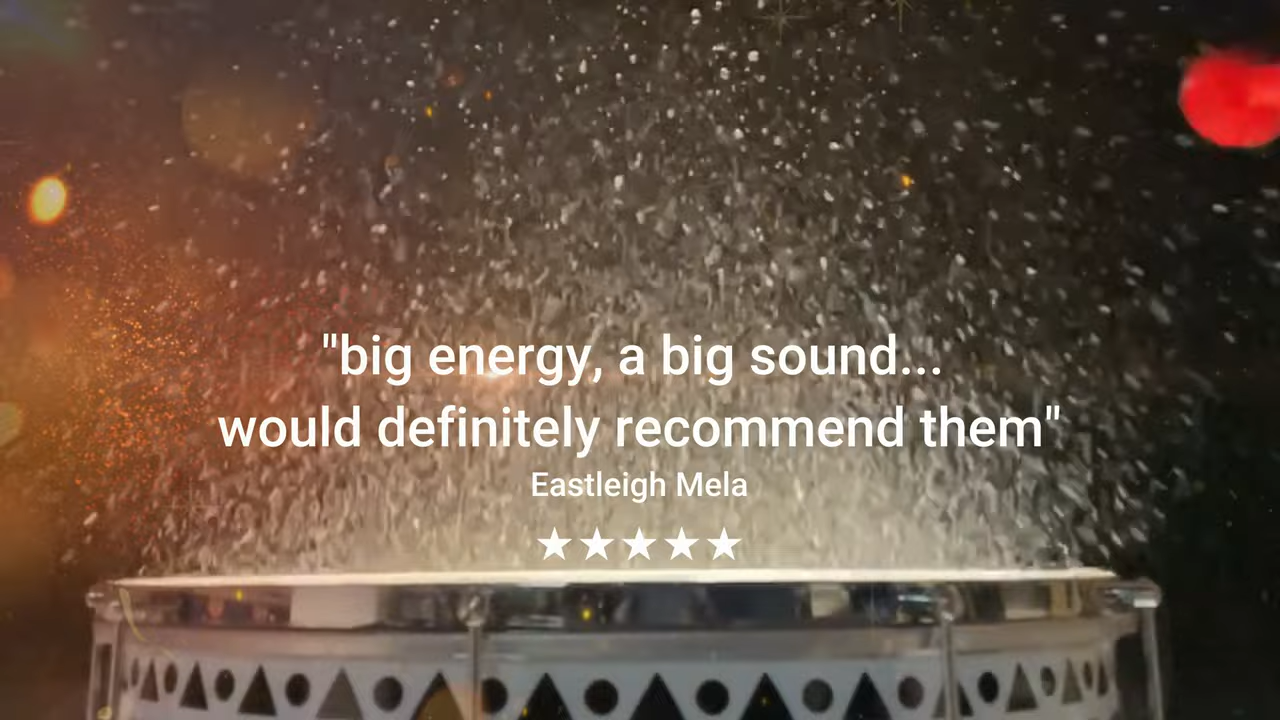 "big energy, a big sound...
would definitely recommend them"
Eastleigh Mela
★★★★★